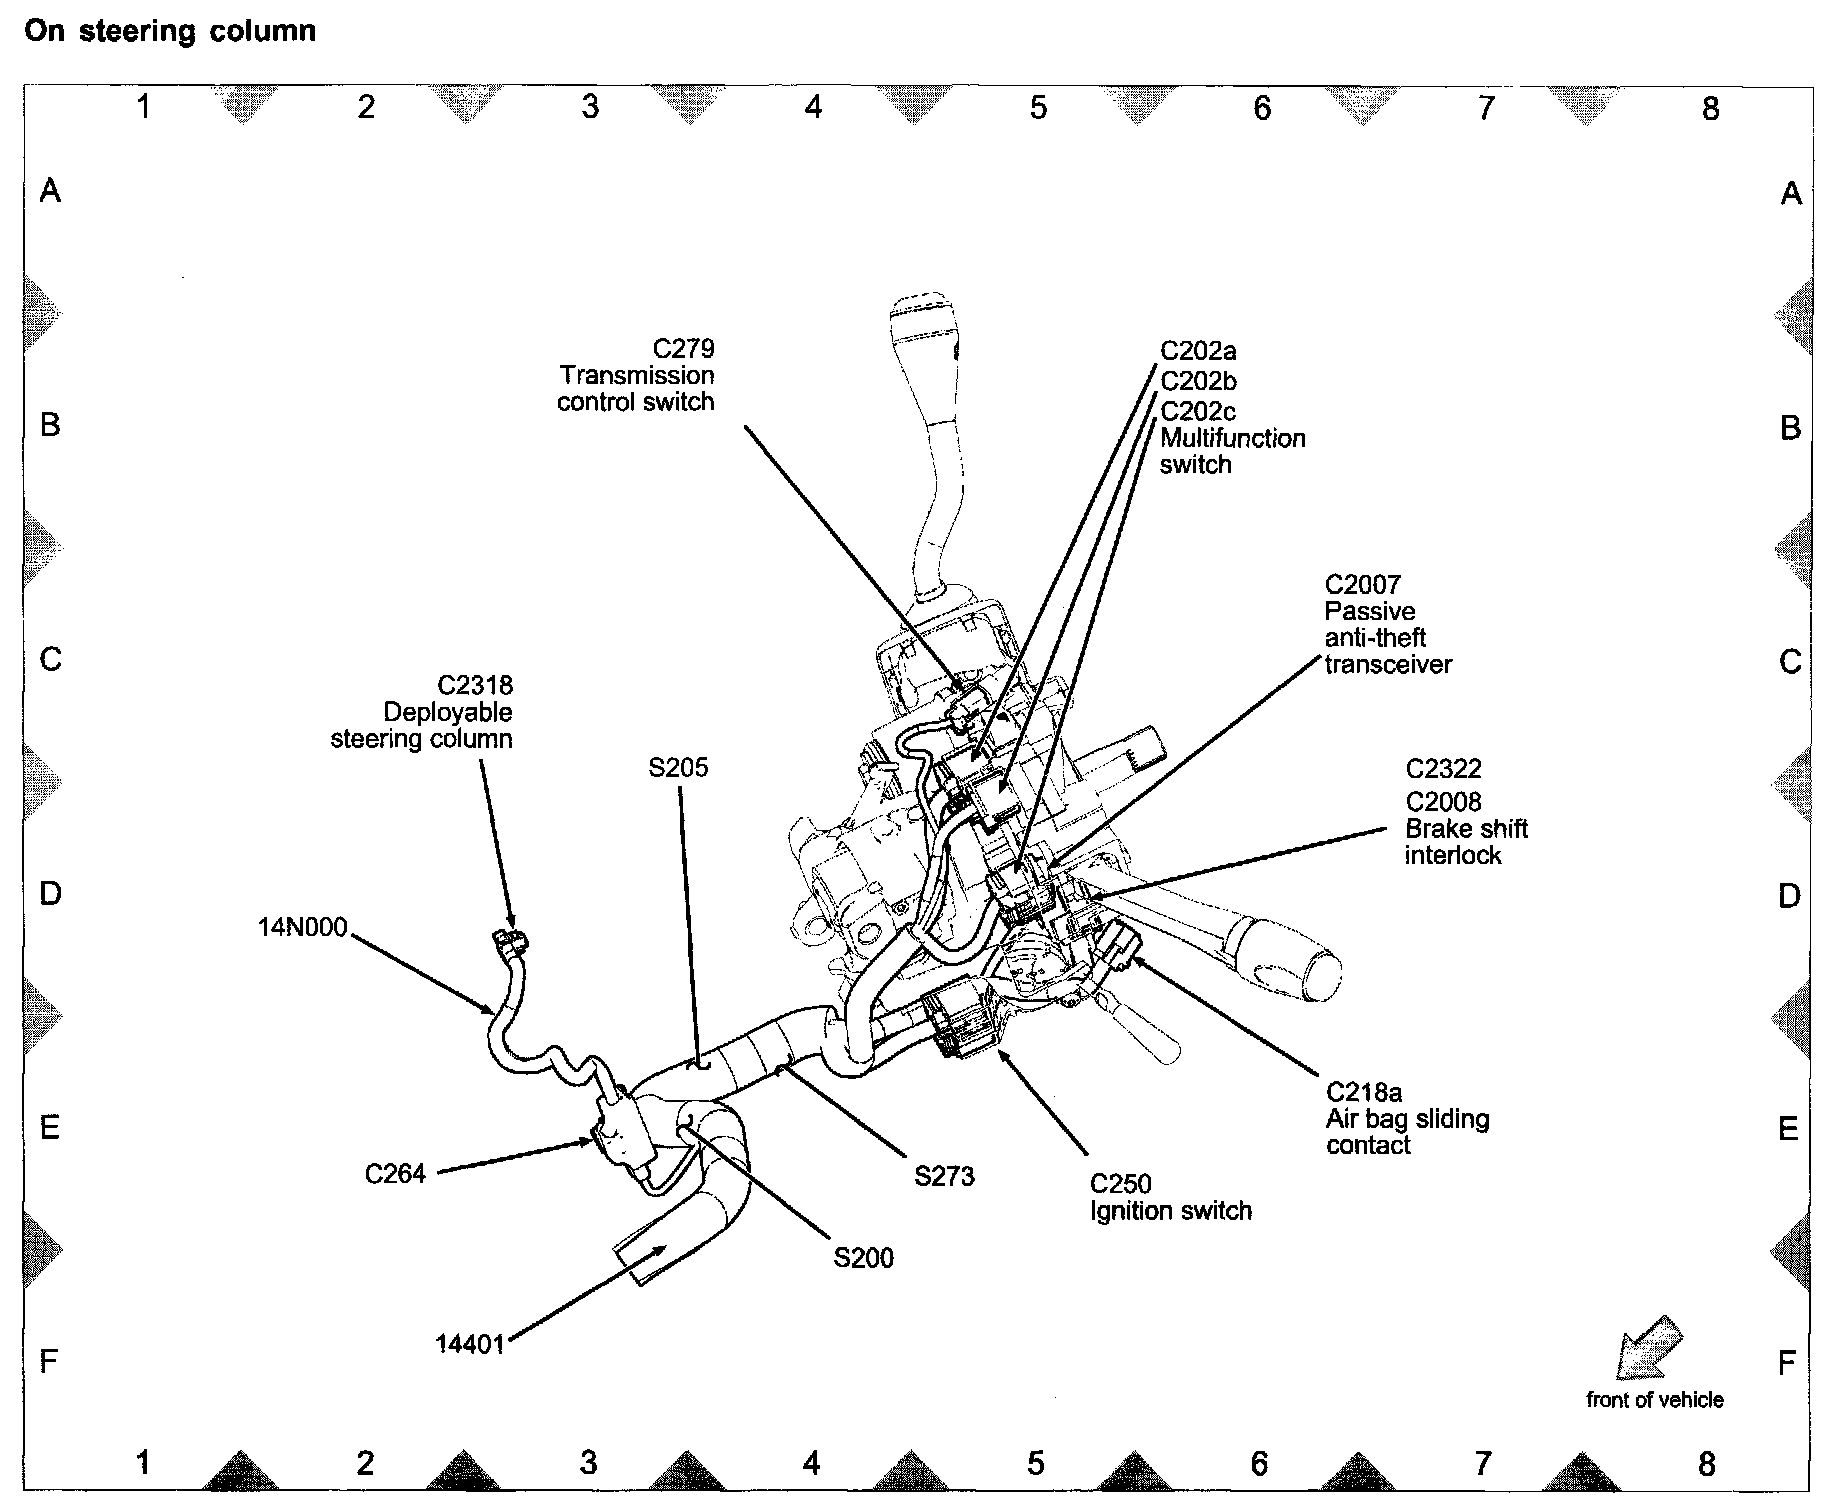 On steering column
1 2 3 4 5 6 7 8
A A
C279
Transmission
control switch
C202a
C202b
C202c
Multifunction
switch
B B
C2007
Passive
anti-theft
transceiver
C C
C2318
Deployable
steering column
S205
C2322
C2008
Brake shift
interlock
D D
14N000
C218a
Air bag sliding
contact
E E
C264
S273
C250
Ignition switch
S200
14401
F F
front of vehicle
1 2 3 4 5 6 7 8